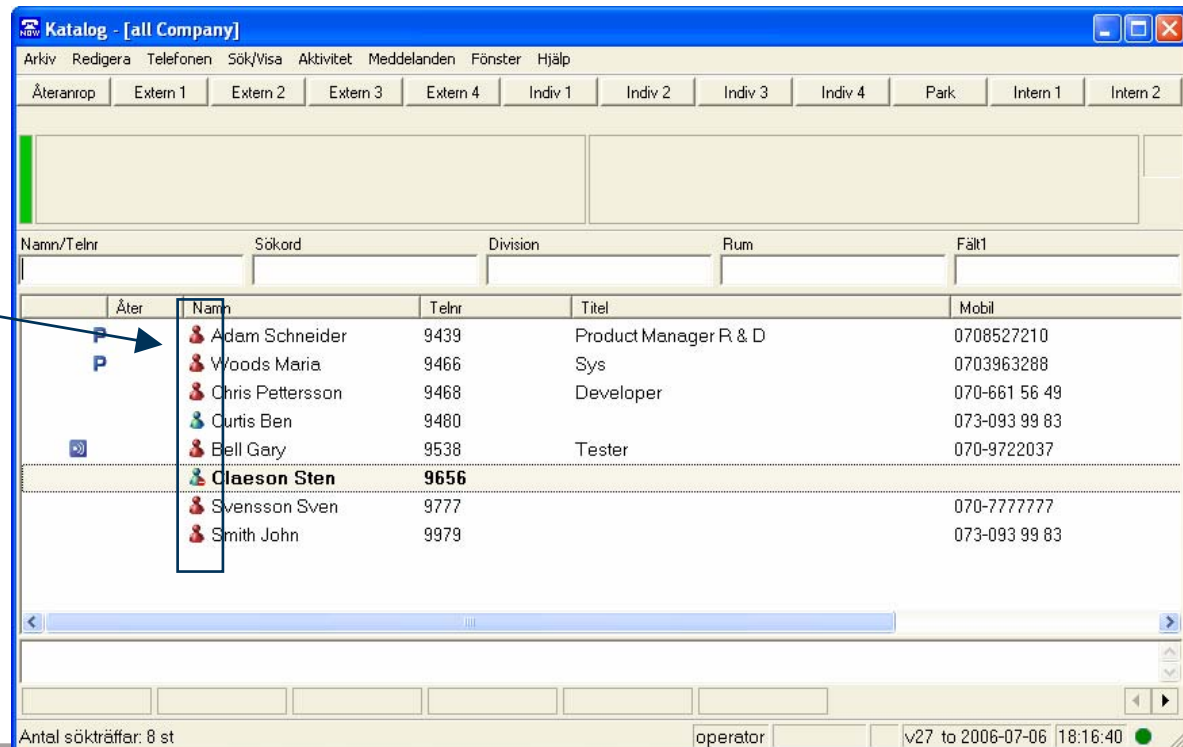 NOW Katalog - [all Company]
Arkiv Redigera Telefonen Sök/Visa Aktivitet Meddelanden Fönster Hjälp
Återanrop Extern 1 Extern 2 Extern 3 Extern 4 Indiv 1 Indiv 2 Indiv 3 Indiv 4 Park Intern 1 Intern 2
Namn/Telnr Sökord Division Rum Fält1
Åter Namn Telnr Titel Mobil
P Adam Schneider 9439 Product Manager R & D 0708527210
P Woods Maria 9466 Sys 0703963288
Chris Pettersson 9468 Developer 070-661 56 49
Curtis Ben 9480 073-093 99 83
Bell Gary 9538 Tester 070-9722037
Claeson Sten 9656
Svensson Sven 9777 070-7777777
Smith John 9979 073-093 99 83
Antal sökträffar: 8 st operator v27 to 2006-07-06 18:16:40